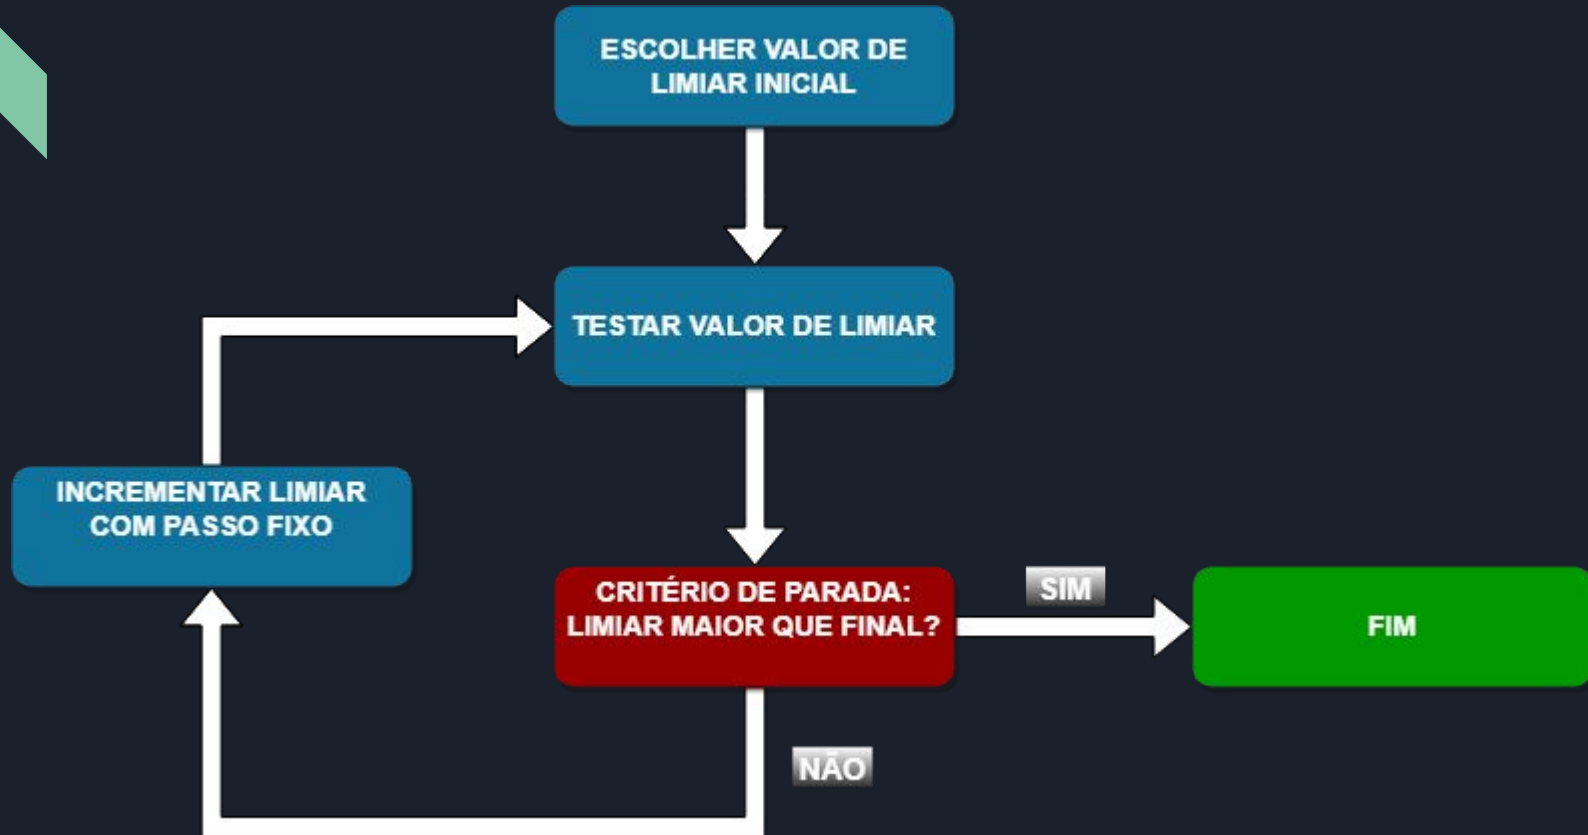 ESCOLHER VALOR DE
LIMIAR INICIAL
TESTAR VALOR DE LIMIAR
INCREMENTAR LIMIAR
COM PASSO FIXO
CRITÉRIO DE PARADA:
LIMIAR MAIOR QUE FINAL?
SIM
FIM
NÃO